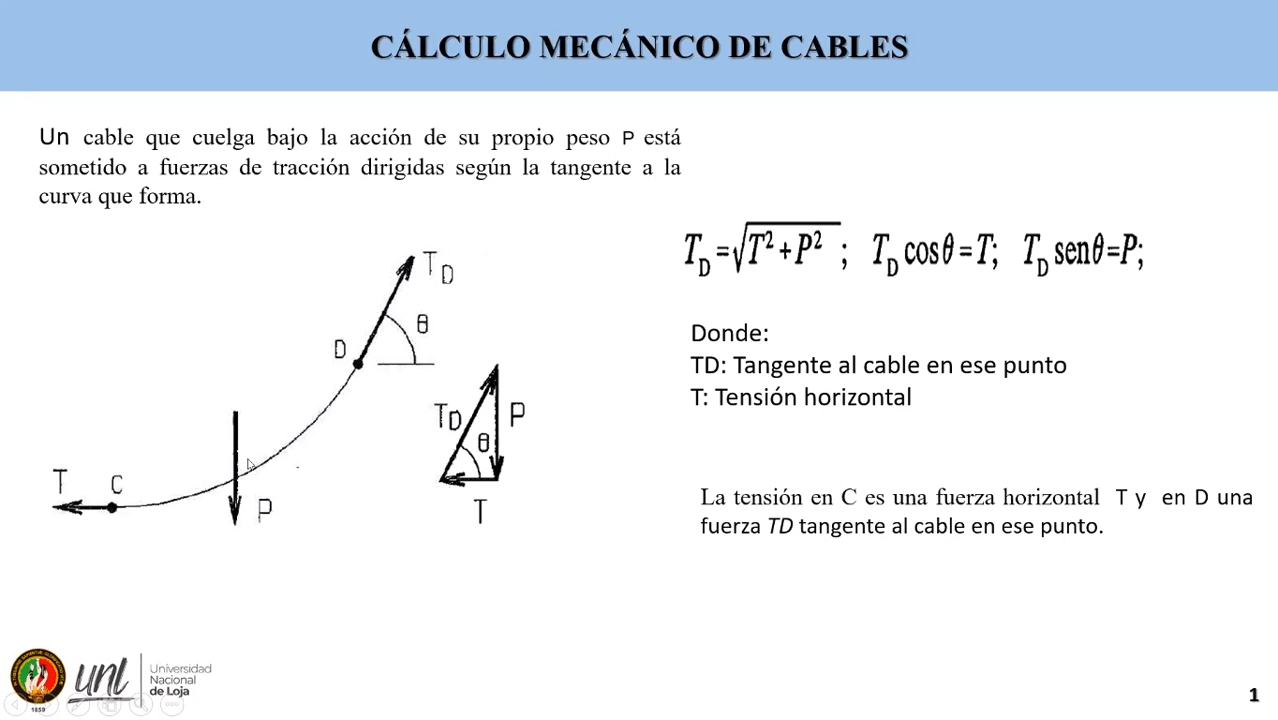 CÁLCULO MECÁNICO DE CABLES
Un cable que cuelga bajo la acción de su propio peso P está
sometido a fuerzas de tracción dirigidas según la tangente a la
curva que forma.
T_D = √(T² + P²) ; T_D cosθ = T; T_D senθ = P;
Donde:
TD: Tangente al cable en ese punto
T: Tensión horizontal
La tensión en C es una fuerza horizontal T y en D una
fuerza TD tangente al cable en ese punto.
T_D
θ
D
T_D
P
θ
T
T
C
P
unl
Universidad
Nacional
de Loja
1859
1